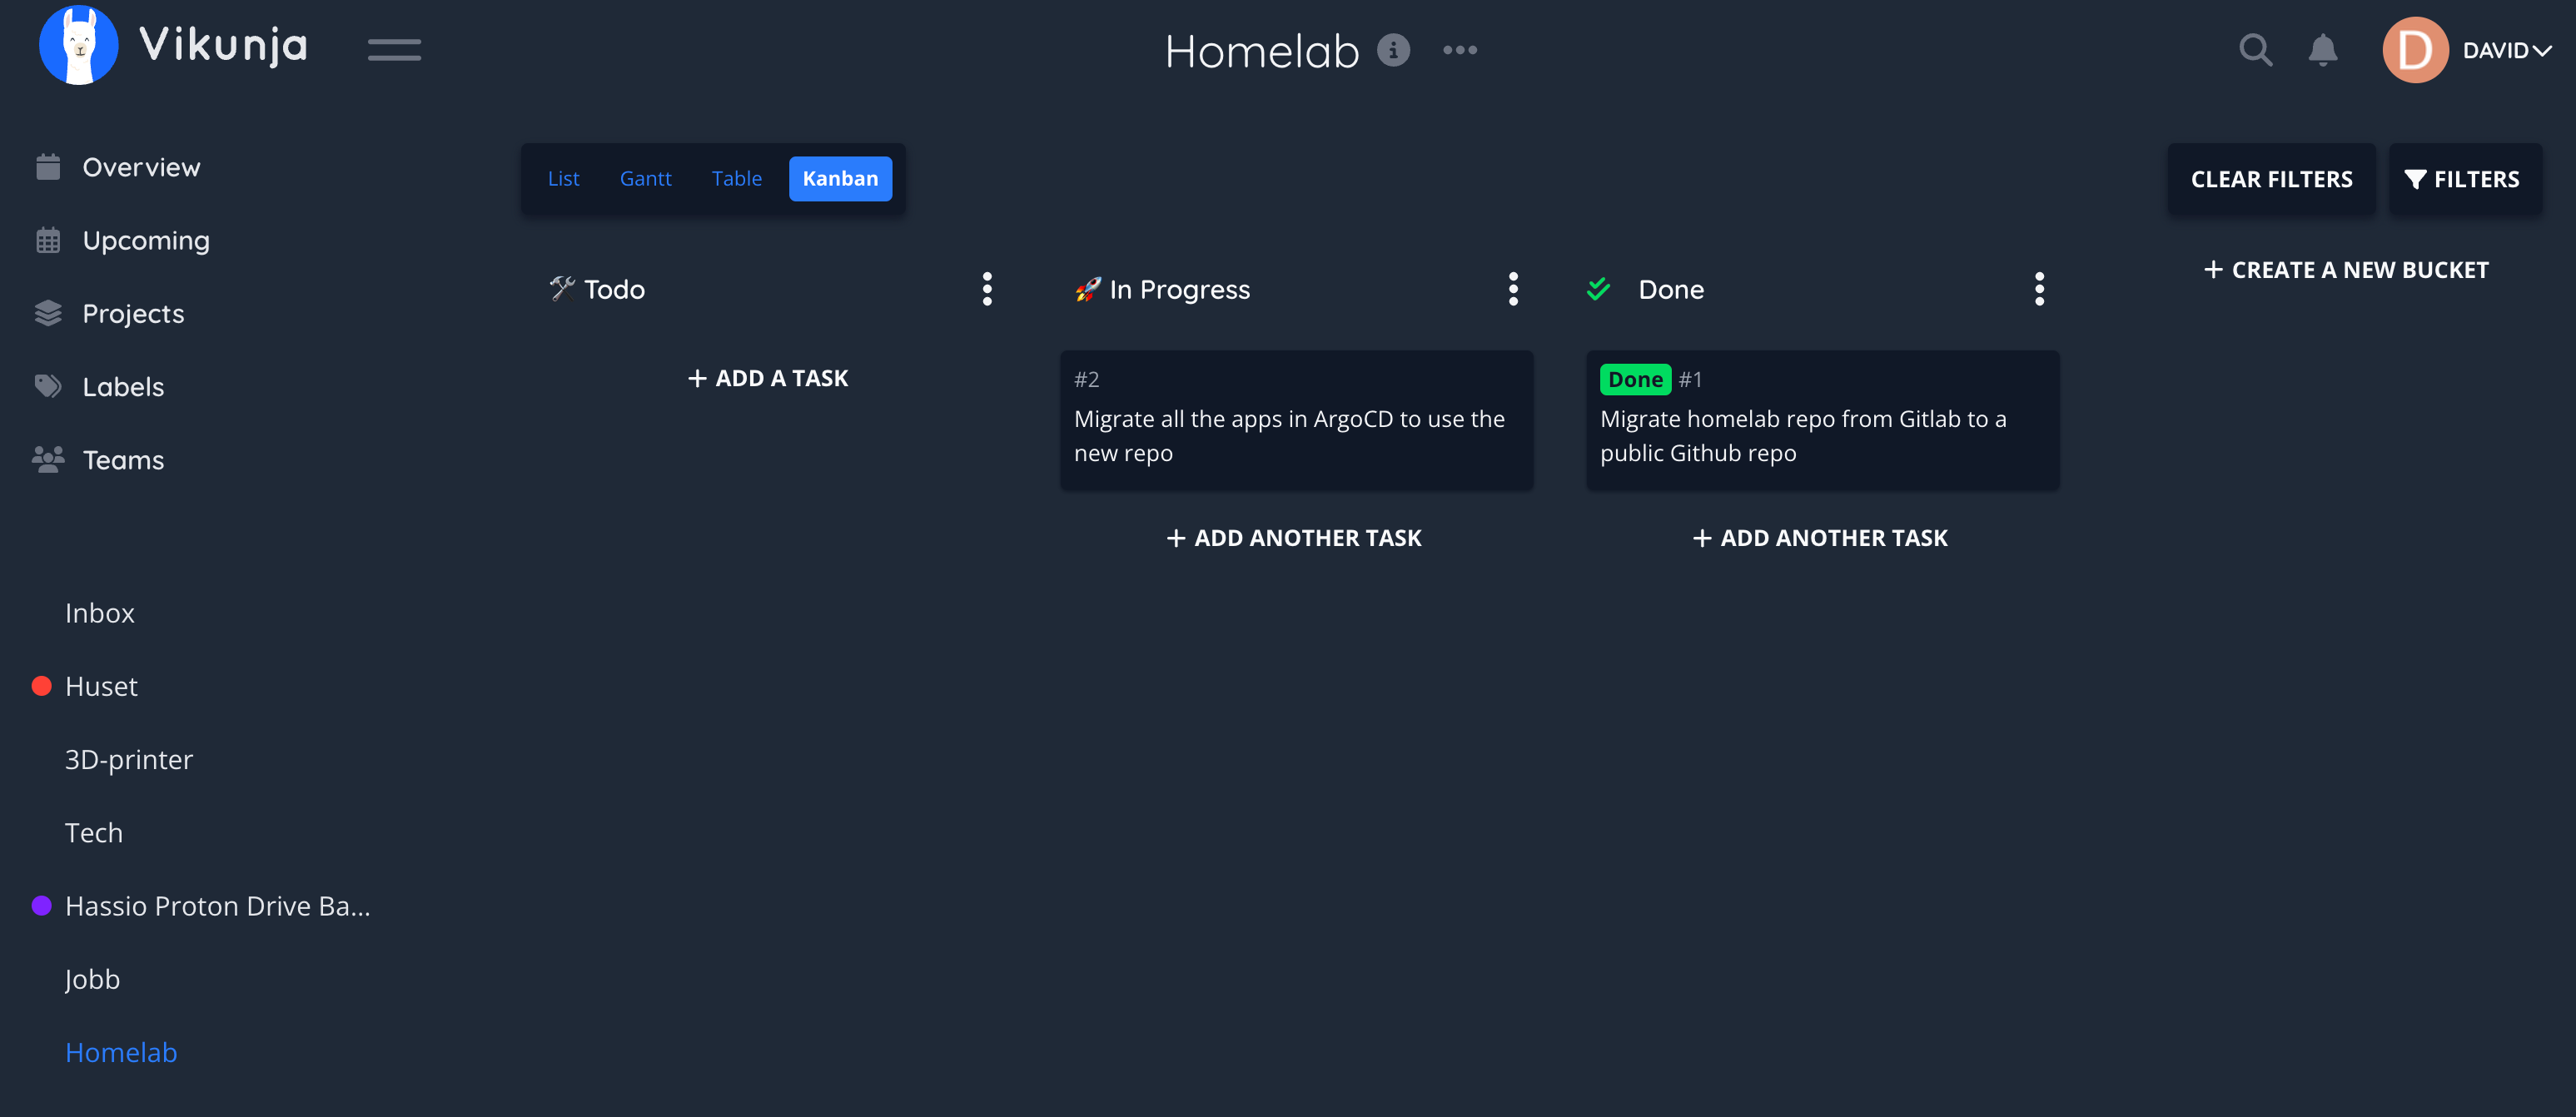 Vikunja
Homelab
D
DAVID
Overview
Upcoming
Projects
Labels
Teams
Inbox
Huset
3D-printer
Tech
Hassio Proton Drive Ba...
Jobb
Homelab
List Gantt Table Kanban
CLEAR FILTERS
FILTERS
+ CREATE A NEW BUCKET
🛠️ Todo
+ ADD A TASK
🚀 In Progress
#2
Migrate all the apps in ArgoCD to use the
new repo
+ ADD ANOTHER TASK
Done
Done #1
Migrate homelab repo from Gitlab to a
public Github repo
+ ADD ANOTHER TASK